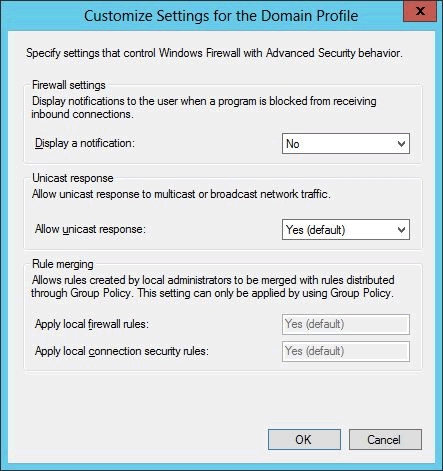 Customize Settings for the Domain Profile
x
Specify settings that control Windows Firewall with Advanced Security behavior.
Firewall settings
Display notifications to the user when a program is blocked from receiving
inbound connections.
Display a notification: No
Unicast response
Allow unicast response to multicast or broadcast network traffic.
Allow unicast response: Yes (default)
Rule merging
Allows rules created by local administrators to be merged with rules distributed
through Group Policy. This setting can only be applied by using Group Policy.
Apply local firewall rules: Yes (default)
Apply local connection security rules: Yes (default)
OK Cancel